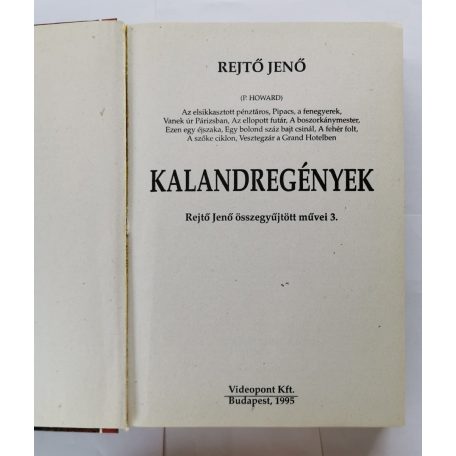 REJTŐ JENŐ
(P. HOWARD)
Az elsikkasztott pénztáros, Pipacs, a fenegyerek,
Vanek úr Párizsban, Az ellopott futár, A boszorkánymester,
Ezen egy éjszaka, Egy bolond száz bajt csinál, A fehér folt,
A szőke ciklon, Vesztegzár a Grand Hotelben
KALANDREGÉNYEK
Rejtő Jenő összegyűjtött művei 3.
Videopont Kft.
Budapest, 1995